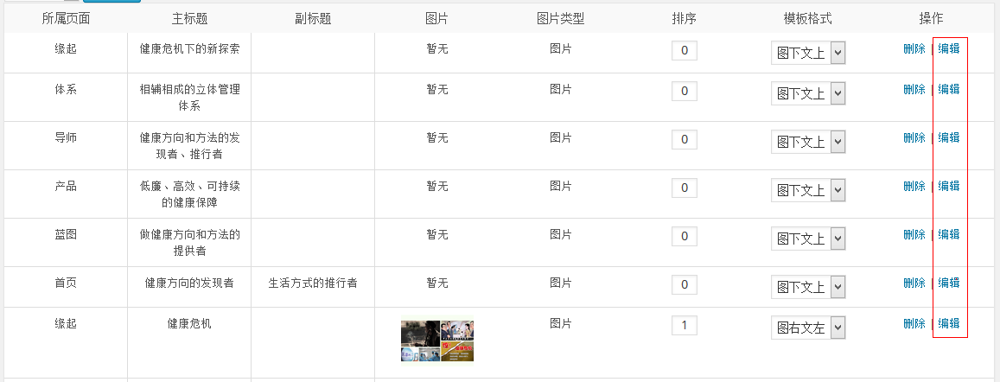 所属页面 主标题 副标题 图片 图片类型 排序 模板格式 操作
缘起 健康危机下的新探索 暂无 图片 0 图下文上 删除 | 编辑
体系 相辅相成的立体管理 暂无 图片 0 图下文上 删除 | 编辑
体系
导师 健康方向和方法的发 暂无 图片 0 图下文上 删除 | 编辑
现者、推行者
产品 低廉、高效、可持续 暂无 图片 0 图下文上 删除 | 编辑
的健康保障
蓝图 做健康方向和方法的 暂无 图片 0 图下文上 删除 | 编辑
提供者
首页 健康方向的发现者 生活方式的推行者 暂无 图片 0 图下文上 删除 | 编辑
缘起 健康危机 图片 1 图右文左 删除 | 编辑